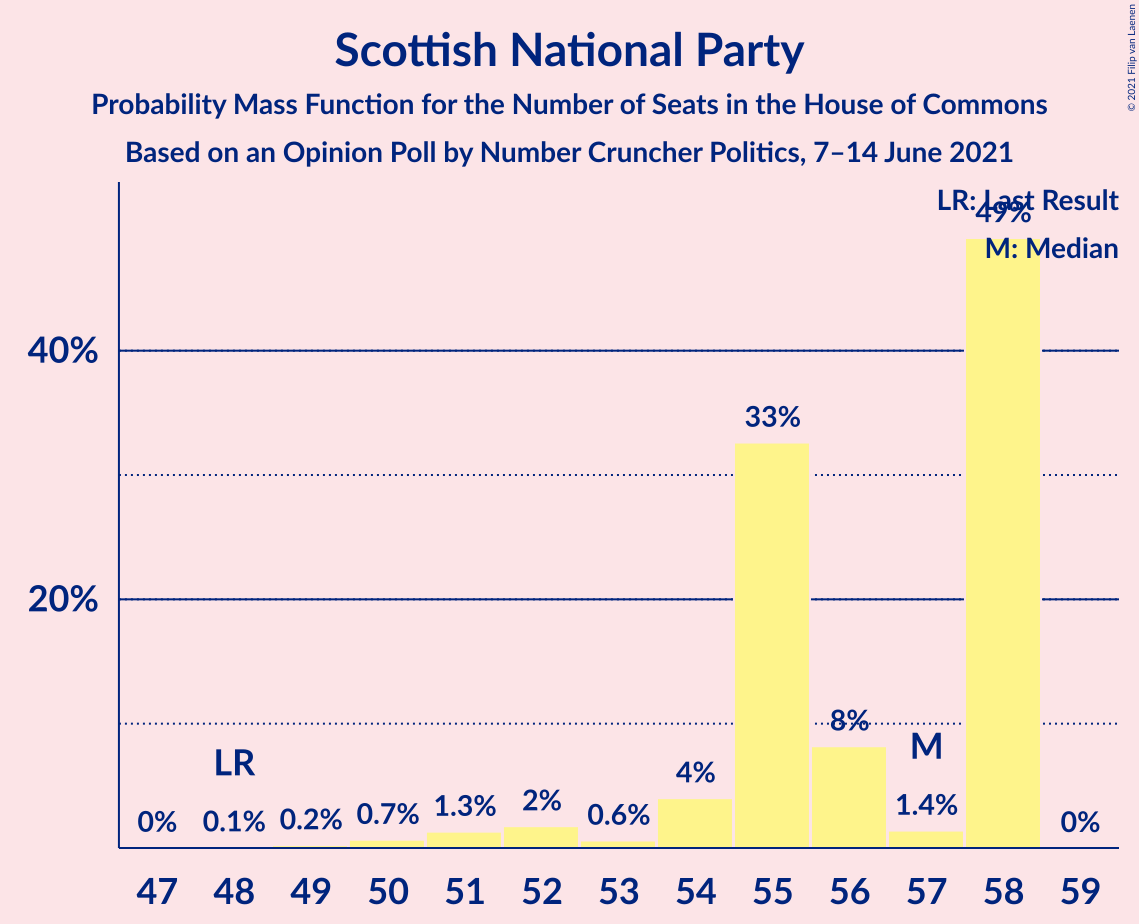 Scottish National Party
Probability Mass Function for the Number of Seats in the House of Commons
Based on an Opinion Poll by Number Cruncher Politics, 7–14 June 2021
© 2021 Filip van Laenen
LR: Last Result
M: Median
49%
40%
33%
20%
8%
M
LR
4%
0%
0.1%
0.2%
0.7%
1.3%
2%
0.6%
1.4%
0%
47 48 49 50 51 52 53 54 55 56 57 58 59